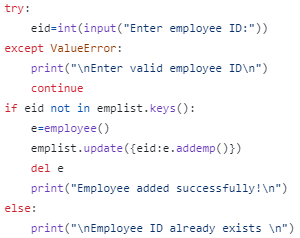 try:
    eid=int(input("Enter employee ID:"))
except ValueError:
    print("\nEnter valid employee ID\n")
    continue
if eid not in emplist.keys():
    e=employee()
    emplist.update({eid:e.addemp()})
    del e
    print("Employee added successfully!\n")
else:
    print("\nEmployee ID already exists \n")